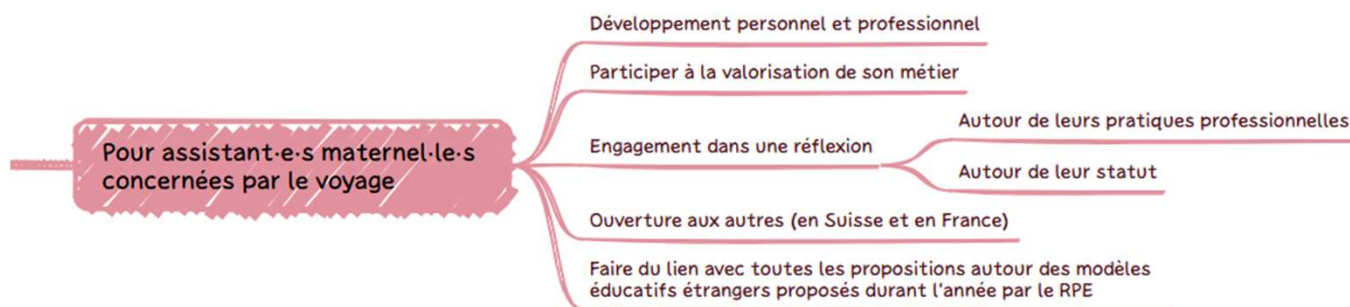 Pour assistant·e·s maternel·le·s
concernées par le voyage
Développement personnel et professionnel
Participer à la valorisation de son métier
Engagement dans une réflexion
Autour de leurs pratiques professionnelles
Autour de leur statut
Ouverture aux autres (en Suisse et en France)
Faire du lien avec toutes les propositions autour des modèles
éducatifs étrangers proposés durant l'année par le RPE